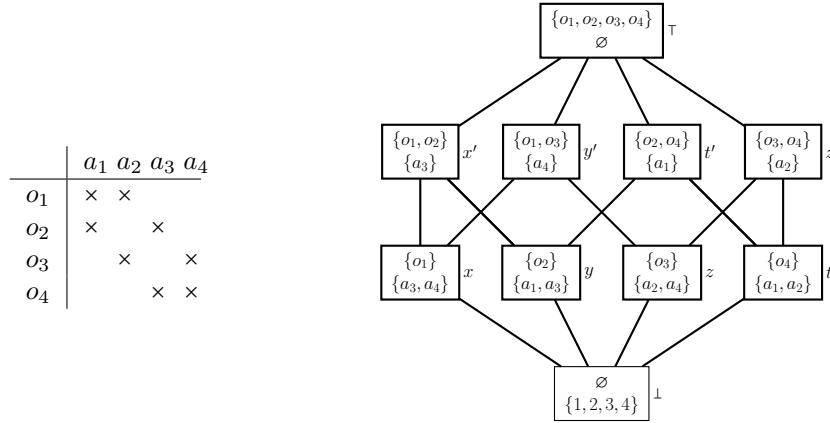 a₁ a₂ a₃ a₄
o₁ × ×
o₂ × ×
o₃ × ×
o₄ × ×
{o₁, o₂, o₃, o₄} ⊤
∅
{o₁, o₂} x′
{a₃}
{o₁, o₃} y′
{a₄}
{o₂, o₄} t′
{a₁}
{o₃, o₄} z
{a₂}
{o₁} x
{a₃, a₄}
{o₂} y
{a₁, a₃}
{o₃} z
{a₂, a₄}
{o₄} t
{a₁, a₂}
∅ ⊥
{1, 2, 3, 4}